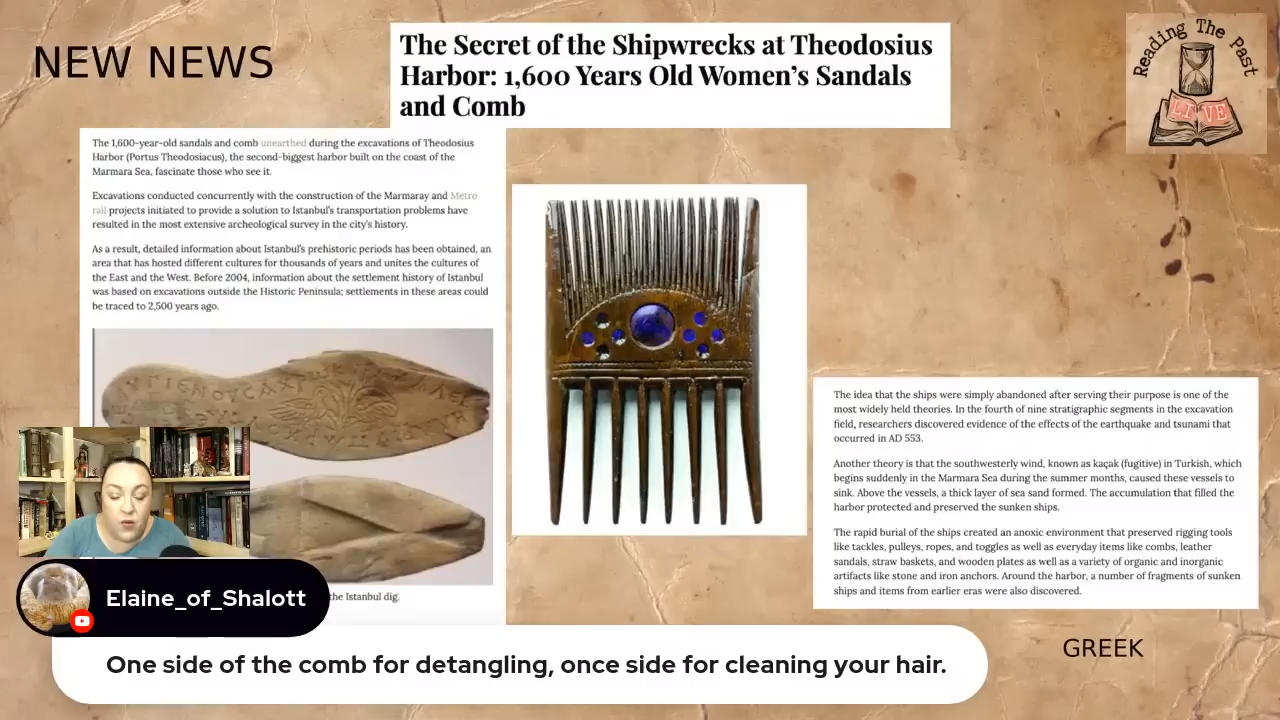 NEW NEWS
The Secret of the Shipwrecks at Theodosius
Harbor: 1,600 Years Old Women's Sandals
and Comb
Reading The Past
LIVE
The 1,600-year-old sandals and comb unearthed during the excavations of Theodosius
Harbor (Portus Theodosiacus), the second-biggest harbor built on the coast of the
Marmara Sea, fascinate those who see it.
Excavations conducted concurrently with the construction of the Marmaray and Metro
rail projects initiated to provide a solution to Istanbul's transportation problems have
resulted in the most extensive archeological survey in the city's history.
As a result, detailed information about Istanbul's prehistoric periods has been obtained, an
area that has hosted different cultures for thousands of years and unites the cultures of
the East and the West. Before 2004, information about the settlement history of Istanbul
was based on excavations outside the Historic Peninsula; settlements in these areas could
be traced to 2,500 years ago.
the Istanbul dig.
The idea that the ships were simply abandoned after serving their purpose is one of the
most widely held theories. In the fourth of nine stratigraphic segments in the excavation
field, researchers discovered evidence of the effects of the earthquake and tsunami that
occurred in AD 553.
Another theory is that the southwesterly wind, known as kaçak (fugitive) in Turkish, which
begins suddenly in the Marmara Sea during the summer months, caused these vessels to
sink. Above the vessels, a thick layer of sea sand formed. The accumulation that filled the
harbor protected and preserved the sunken ships.
The rapid burial of the ships created an anoxic environment that preserved rigging tools
like tackles, pulleys, ropes, and toggles as well as everyday items like combs, leather
sandals, straw baskets, and wooden plates as well as a variety of organic and inorganic
artifacts like stone and iron anchors. Around the harbor, a number of fragments of sunken
ships and items from earlier eras were also discovered.
GREEK
Elaine_of_Shalott
One side of the comb for detangling, once side for cleaning your hair.